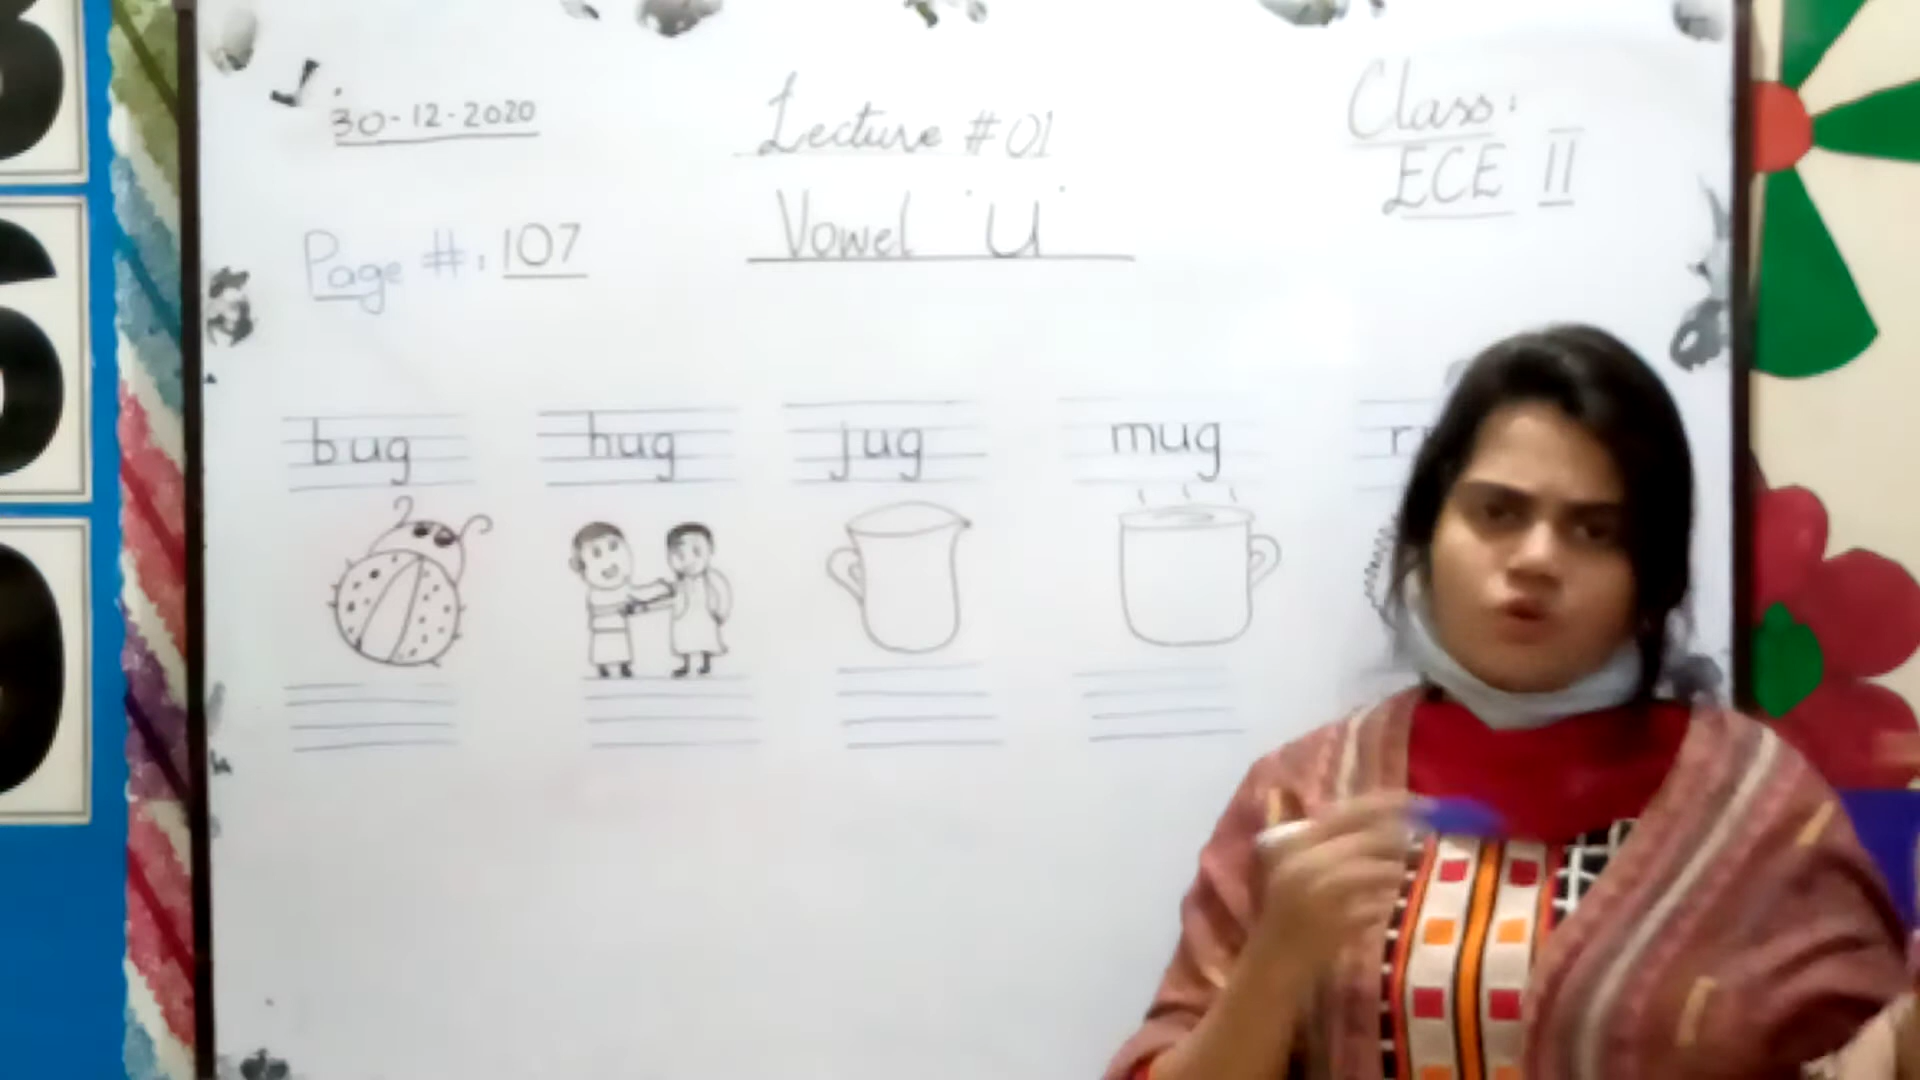 30-12-2020
Lecture #01
Class:
ECE II
Page #: 107
Vowel 'U'
bug hug jug mug